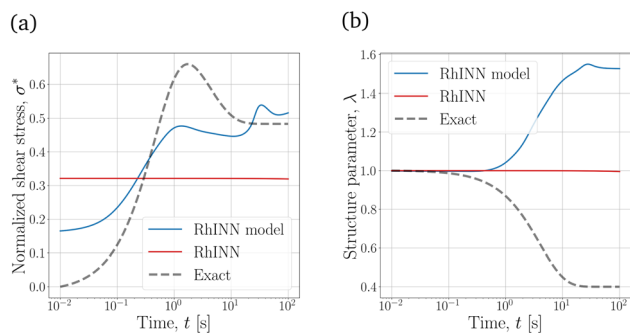 (a)
Normalized shear stress, σ*
0.6
0.5
0.4
0.3
0.2
0.1
0.0
RhINN model
RhINN
Exact
10⁻² 10⁻¹ 10⁰ 10¹ 10²
Time, t [s]
(b)
Structure parameter, λ
1.6
1.4
1.2
1.0
0.8
0.6
0.4
RhINN model
RhINN
Exact
10⁻² 10⁻¹ 10⁰ 10¹ 10²
Time, t [s]